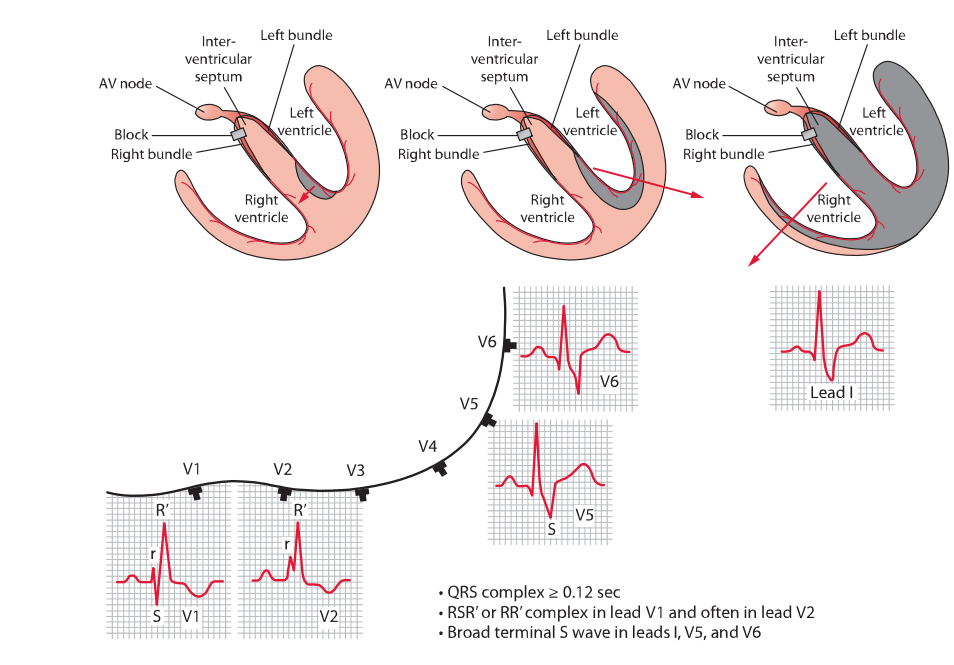 Inter-
ventricular
septum
Left bundle
AV node
Left
ventricle
Block
Right bundle
Right
ventricle
Inter-
ventricular
septum
Left bundle
AV node
Left
ventricle
Block
Right bundle
Right
ventricle
Inter-
ventricular
septum
Left bundle
AV node
Left
ventricle
Block
Right bundle
Right
ventricle
V6
V6
Lead I
V5
V5
S
V4
V3
V2
V1
R’
r
S
V1
R’
r
V2
• QRS complex ≥ 0.12 sec
• RSR’ or RR’ complex in lead V1 and often in lead V2
• Broad terminal S wave in leads I, V5, and V6